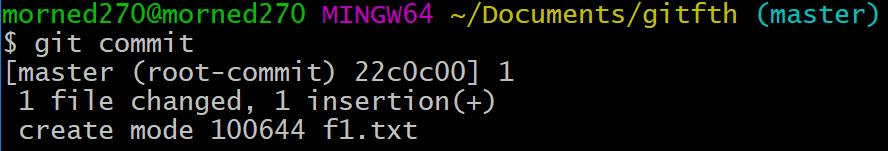 morned270@morned270 MINGW64 ~/Documents/gitfth (master)
$ git commit
[master (root-commit) 22c0c00] 1
 1 file changed, 1 insertion(+)
 create mode 100644 f1.txt